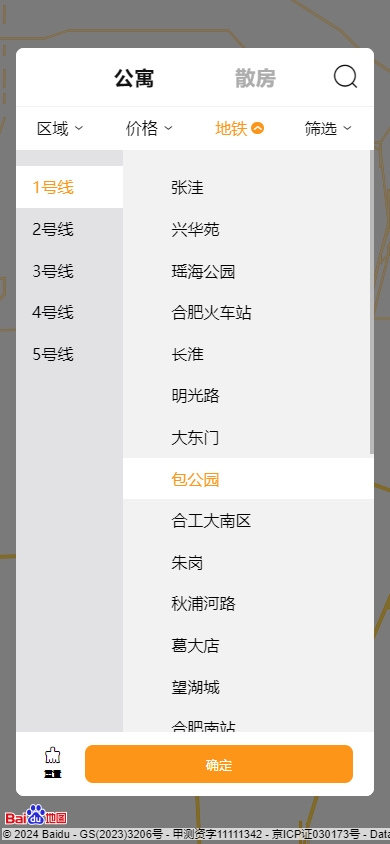 公寓 散房
区域 价格 地铁 筛选
1号线
2号线
3号线
4号线
5号线
张洼
兴华苑
瑶海公园
合肥火车站
长淮
明光路
大东门
包公园
合工大南区
朱岗
秋浦河路
葛大店
望湖城
合肥南站
重置
确定
Bai du 地图
© 2024 Baidu - GS(2023)3206号 - 甲测资字11111342 - 京ICP证030173号 - Data